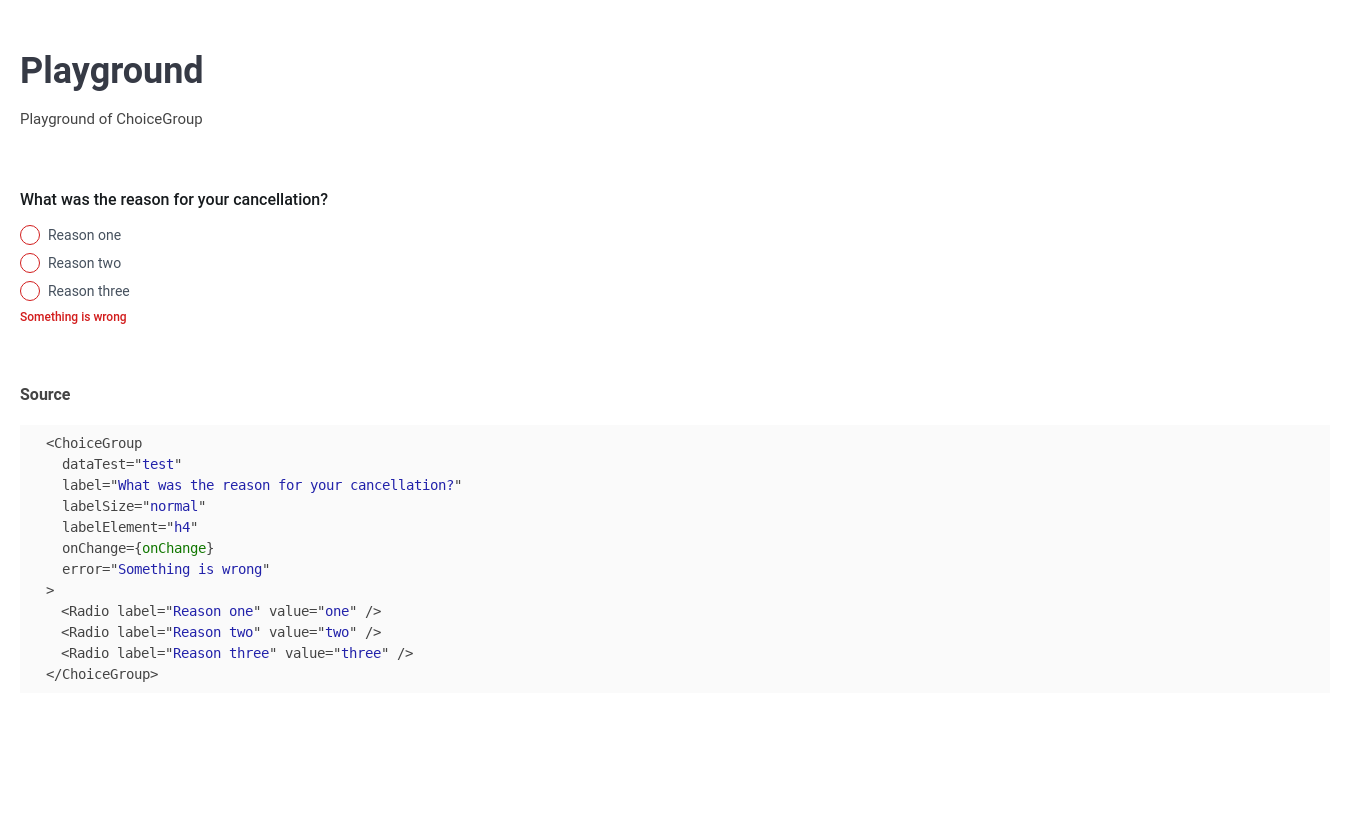 Playground
Playground of ChoiceGroup
What was the reason for your cancellation?
Reason one
Reason two
Reason three
Something is wrong
Source
<ChoiceGroup
  dataTest="test"
  label="What was the reason for your cancellation?"
  labelSize="normal"
  labelElement="h4"
  onChange={onChange}
  error="Something is wrong"
>
  <Radio label="Reason one" value="one" />
  <Radio label="Reason two" value="two" />
  <Radio label="Reason three" value="three" />
</ChoiceGroup>